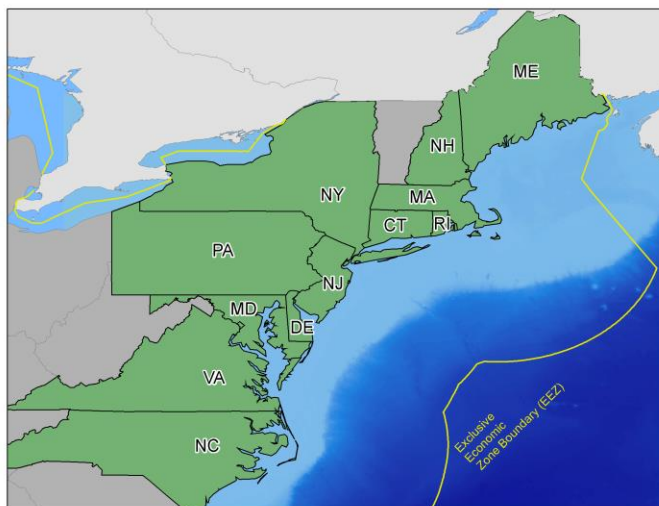 ME
NH
NY
MA
CT
RI
PA
NJ
MD
DE
VA
NC
Exclusive
Economic
Zone Boundary (EEZ)